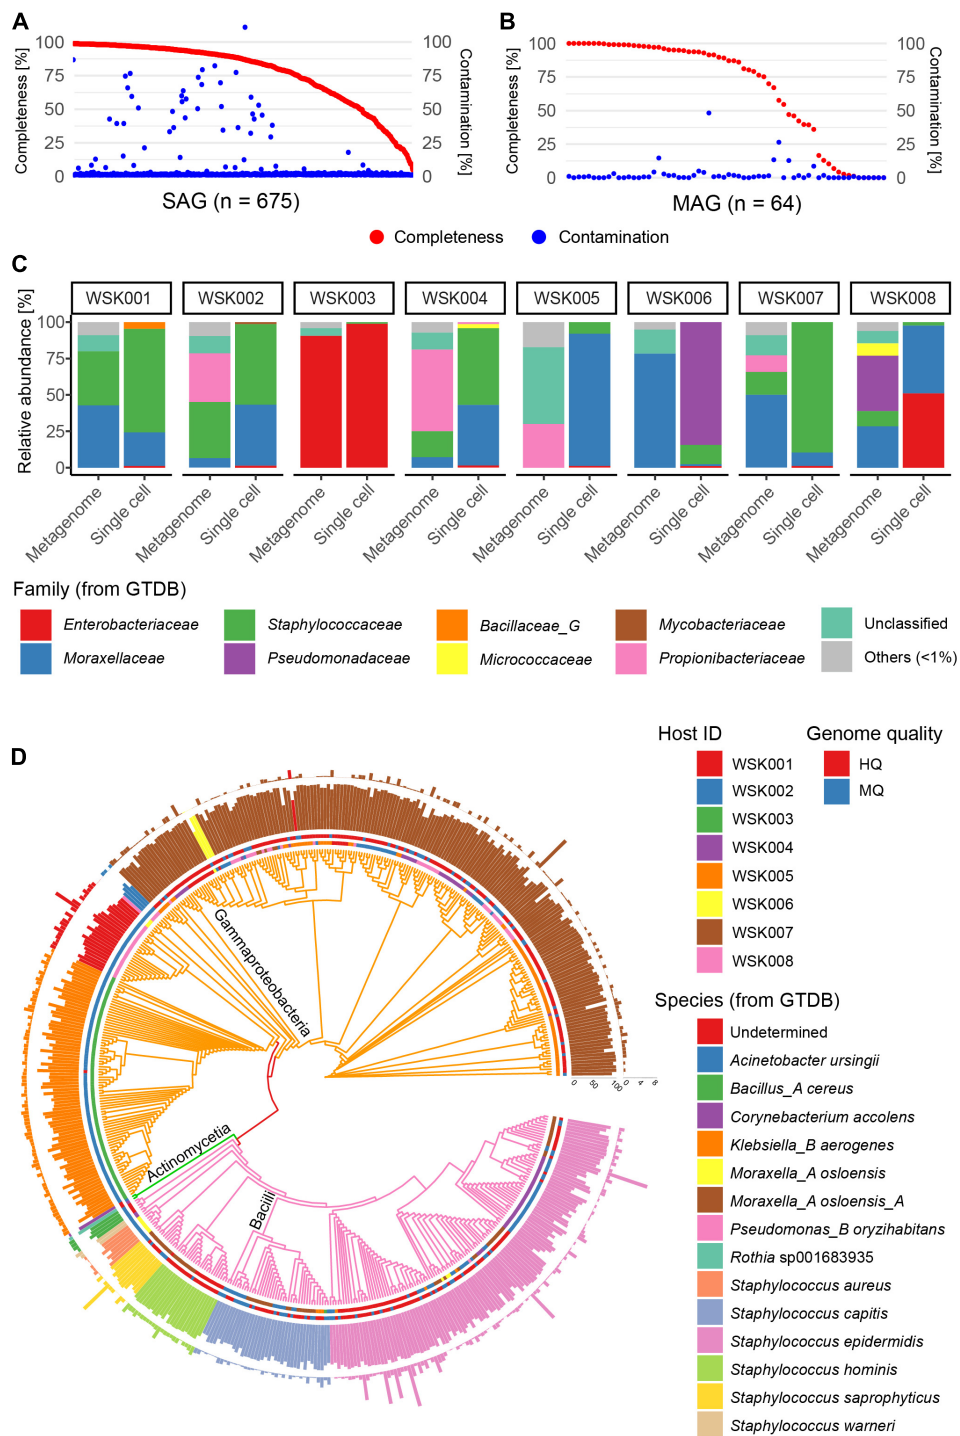 A
B
100
75
50
25
0
Completeness [%]
100
75
50
25
0
Contamination [%]
SAG (n = 675)
100
75
50
25
0
Completeness [%]
100
75
50
25
0
Contamination [%]
MAG (n = 64)
Completeness
Contamination
C
WSK001
WSK002
WSK003
WSK004
WSK005
WSK006
WSK007
WSK008
Relative abundance [%]
100
75
50
25
0
Metagenome
Single cell
Metagenome
Single cell
Metagenome
Single cell
Metagenome
Single cell
Metagenome
Single cell
Metagenome
Single cell
Metagenome
Single cell
Metagenome
Single cell
Family (from GTDB)
Enterobacteriaceae
Staphylococcaceae
Bacillaceae_G
Mycobacteriaceae
Unclassified
Moraxellaceae
Pseudomonadaceae
Micrococcaceae
Propionibacteriaceae
Others (<1%)
D
Gammaproteobacteria
Actinomycetia
Bacilli
0
50
100
0
4
8
Host ID
WSK001
WSK002
WSK003
WSK004
WSK005
WSK006
WSK007
WSK008
Genome quality
HQ
MQ
Species (from GTDB)
Undetermined
Acinetobacter ursingii
Bacillus_A cereus
Corynebacterium accolens
Klebsiella_B aerogenes
Moraxella_A osloensis
Moraxella_A osloensis_A
Pseudomonas_B oryzihabitans
Rothia sp001683935
Staphylococcus aureus
Staphylococcus capitis
Staphylococcus epidermidis
Staphylococcus hominis
Staphylococcus saprophyticus
Staphylococcus warneri